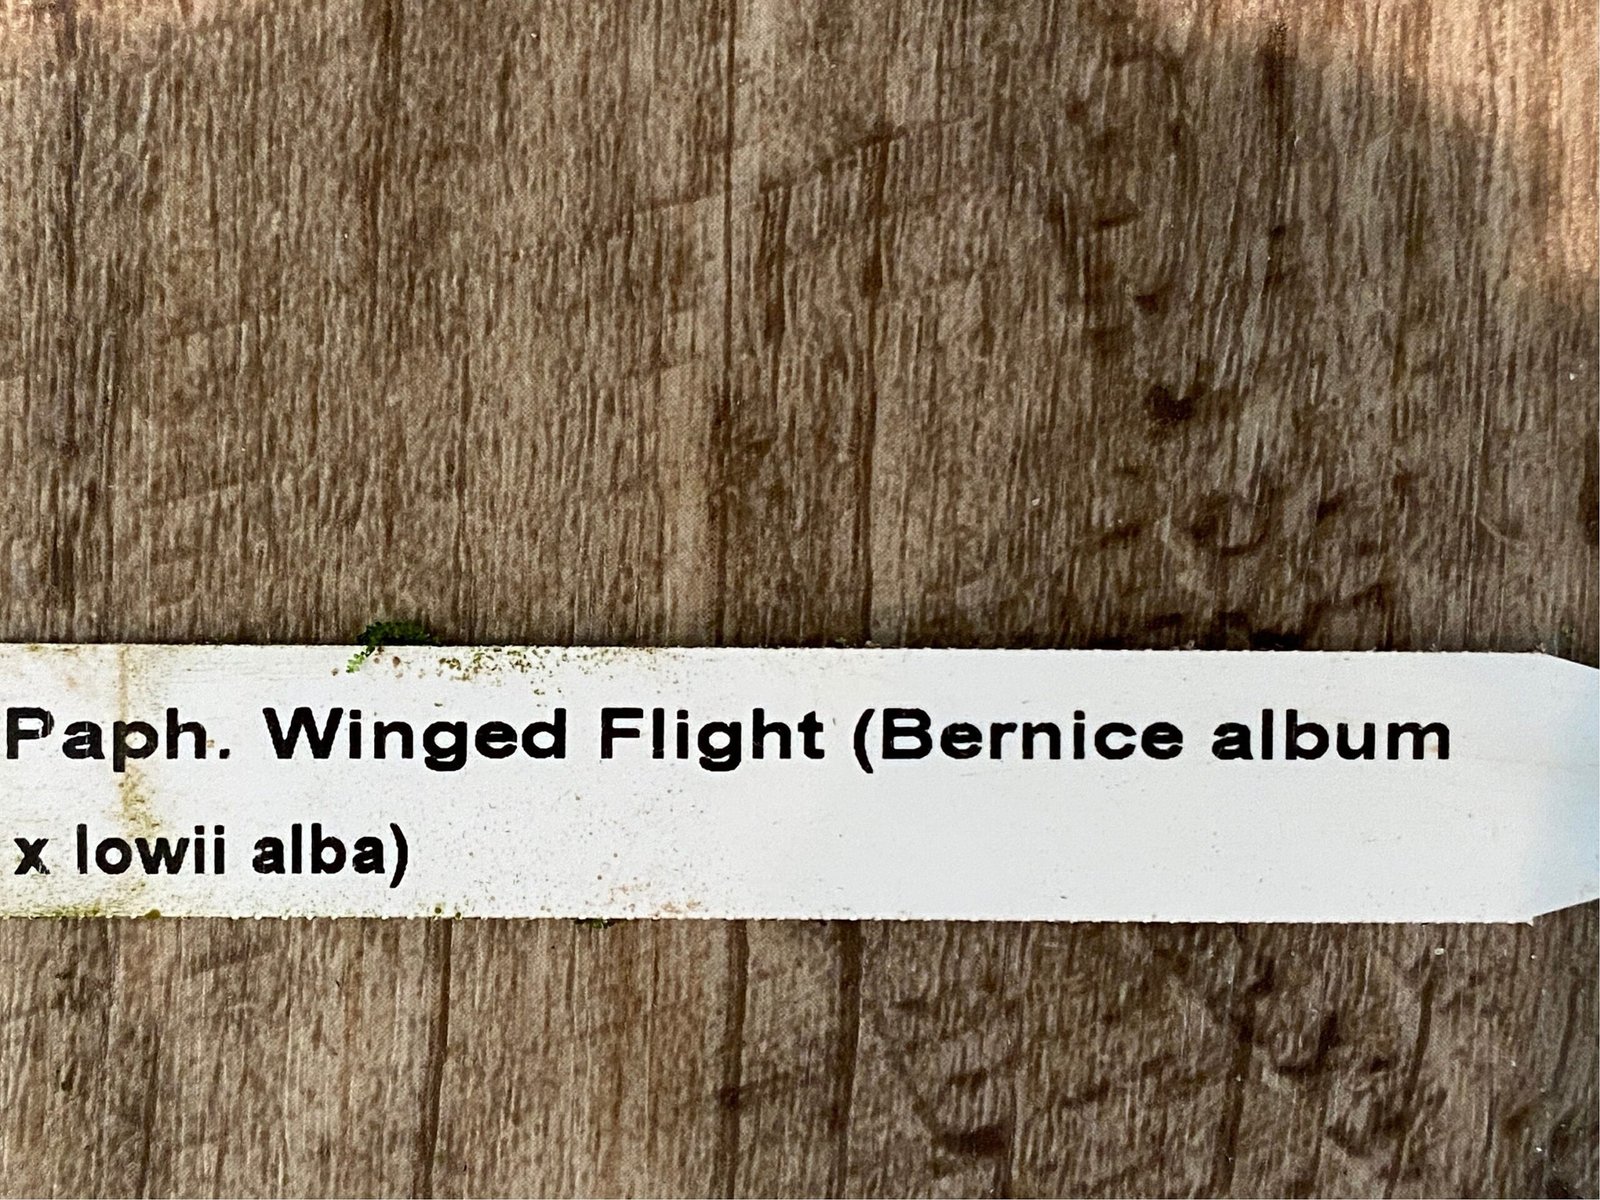 Paph. Winged Flight (Bernice album
x lowii alba)